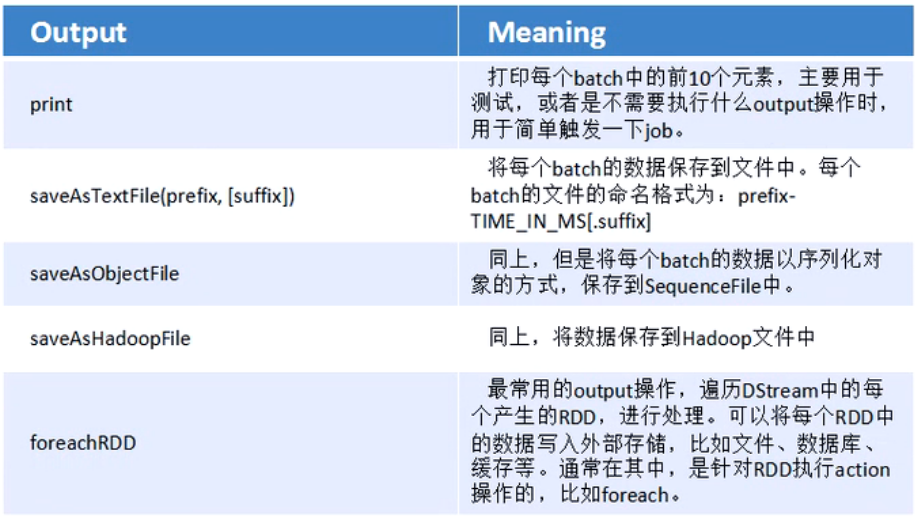 Output
Meaning
print
打印每个batch中的前10个元素，主要用于
测试，或者是不需要执行什么output操作时，
用于简单触发一下job。
saveAsTextFile(prefix, [suffix])
将每个batch的数据保存到文件中。每个
batch的文件的命名格式为：prefix-
TIME_IN_MS[.suffix]
saveAsObjectFile
同上，但是将每个batch的数据以序列化对
象的方式，保存到SequenceFile中。
saveAsHadoopFile
同上，将数据保存到Hadoop文件中
foreachRDD
最常用的output操作，遍历DStream中的每
个产生的RDD，进行处理。可以将每个RDD中
的数据写入外部存储，比如文件、数据库、
缓存等。通常在其中，是针对RDD执行action
操作的，比如foreach。